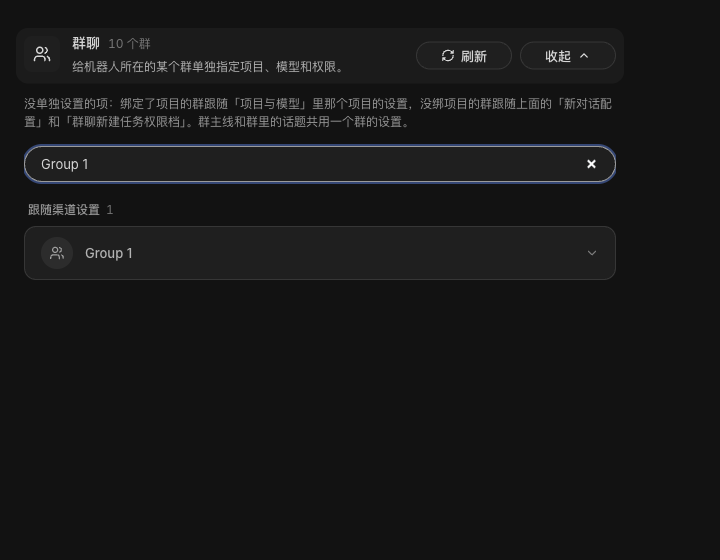 群聊 10 个群
给机器人所在的某个群单独指定项目、模型和权限。
刷新
收起
没单独设置的项：绑定了项目的群跟随「项目与模型」里那个项目的设置，没绑项目的群跟随上面的「新对话配
置」和「群聊新建任务权限档」。群主线和群里的话题共用一个群的设置。
Group 1
跟随渠道设置 1
Group 1